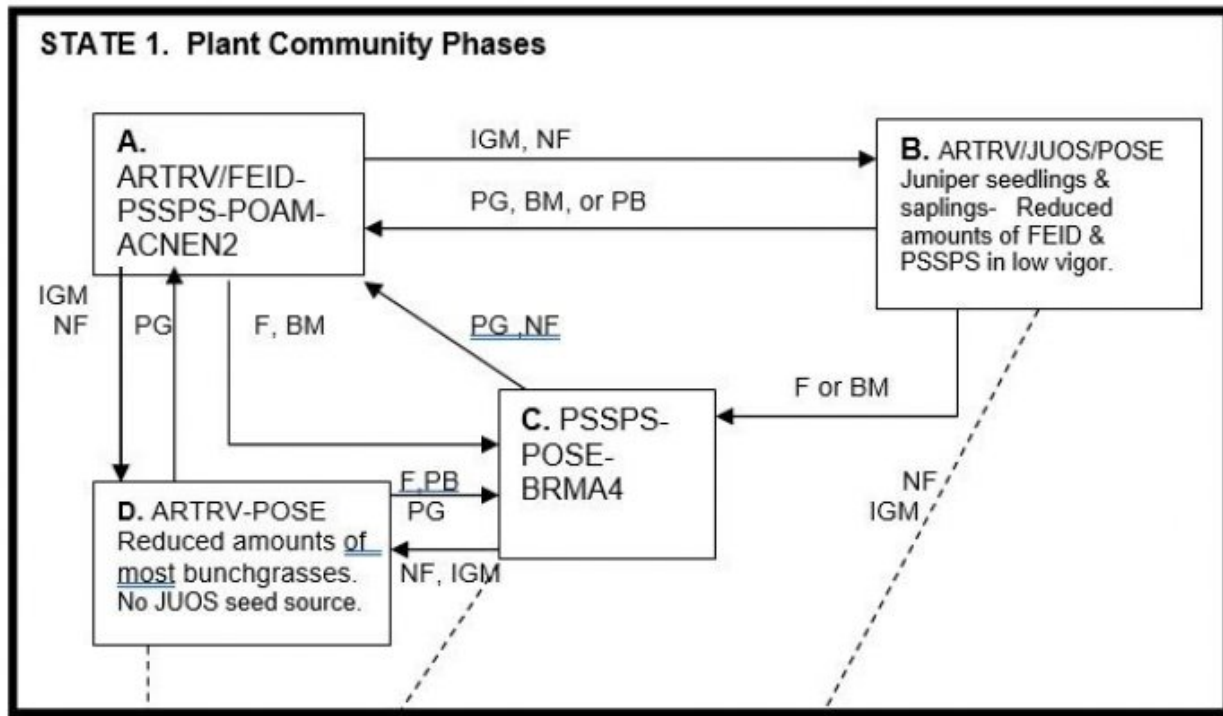 STATE 1. Plant Community Phases
A.
ARTRV/FEID-
PSSPS-POAM-
ACNEN2
IGM, NF
PG, BM, or PB
B. ARTRV/JUOS/POSE
Juniper seedlings &
saplings- Reduced
amounts of FEID &
PSSPS in low vigor.
IGM
NF
PG
F, BM
PG ,NF
F or BM
C. PSSPS-
POSE-
BRMA4
D. ARTRV-POSE
Reduced amounts of
most bunchgrasses.
No JUOS seed source.
F,PB
PG
NF, IGM
NF
IGM